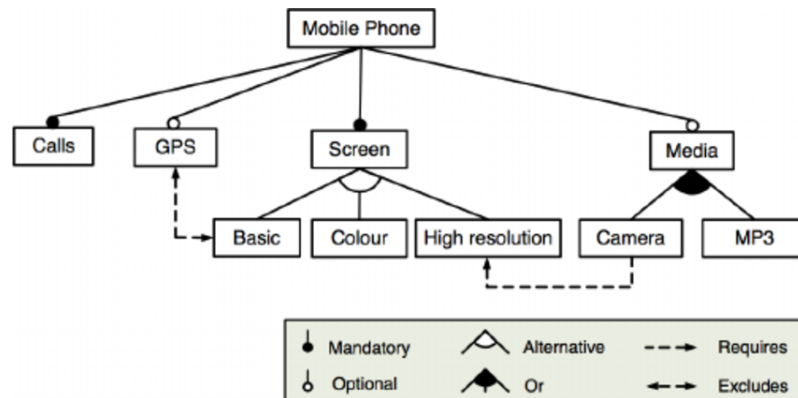 Mobile Phone
Calls
GPS
Screen
Media
Basic
Colour
High resolution
Camera
MP3
Mandatory
Alternative
Requires
Optional
Or
Excludes